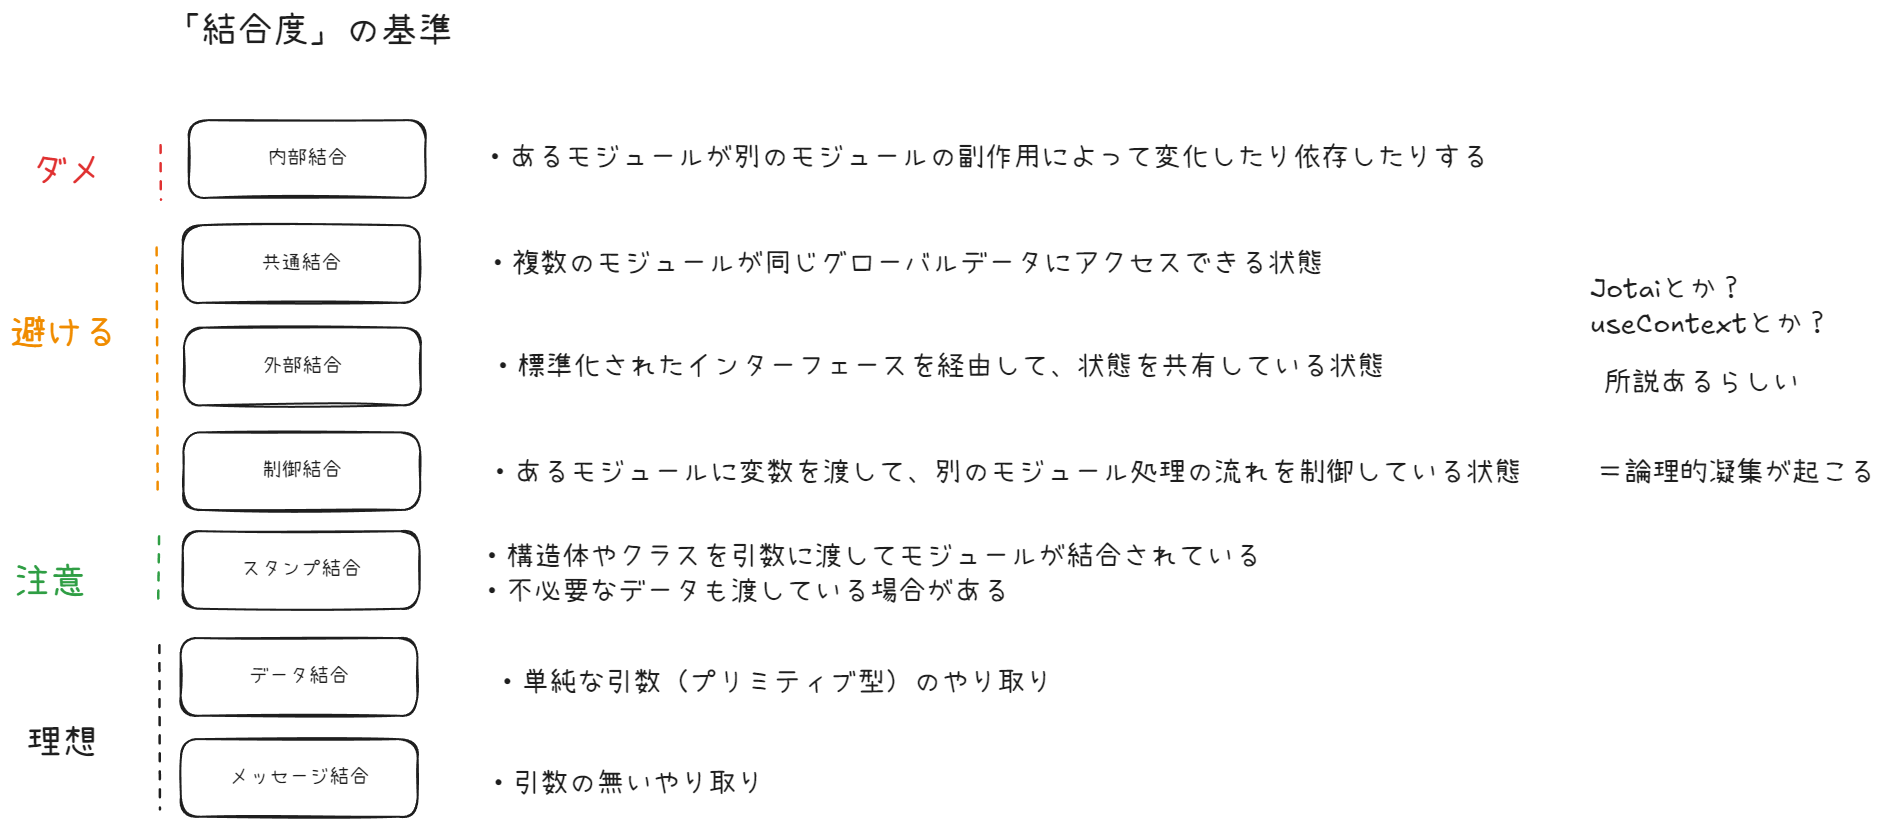 「結合度」の基準
ダメ
内部結合
・あるモジュールが別のモジュールの副作用によって変化したり依存したりする
避ける
共通結合
・複数のモジュールが同じグローバルデータにアクセスできる状態
Jotaiとか？
useContextとか？
外部結合
・標準化されたインターフェースを経由して、状態を共有している状態
所説あるらしい
制御結合
・あるモジュールに変数を渡して、別のモジュール処理の流れを制御している状態
＝論理的凝集が起こる
注意
スタンプ結合
・構造体やクラスを引数に渡してモジュールが結合されている
・不必要なデータも渡している場合がある
理想
データ結合
・単純な引数（プリミティブ型）のやり取り
メッセージ結合
・引数の無いやり取り